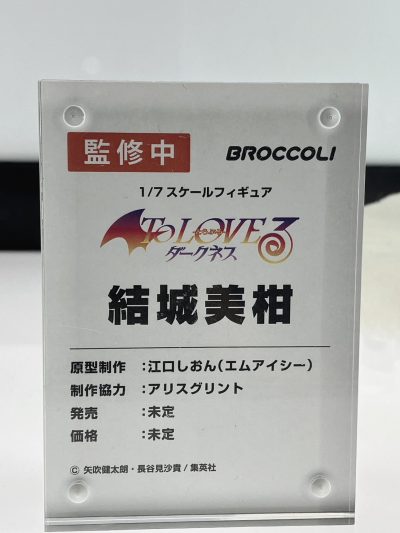 監修中 BROCCOLI
1/7 スケールフィギュア
To LOVEる
とらぶる
ダークネス
結城美柑
原型制作 :江口しおん(エムアイシー)
制作協力 :アリスグリント
発売 :未定
価格 :未定
© 矢吹健太朗・長谷見沙貴/集英社